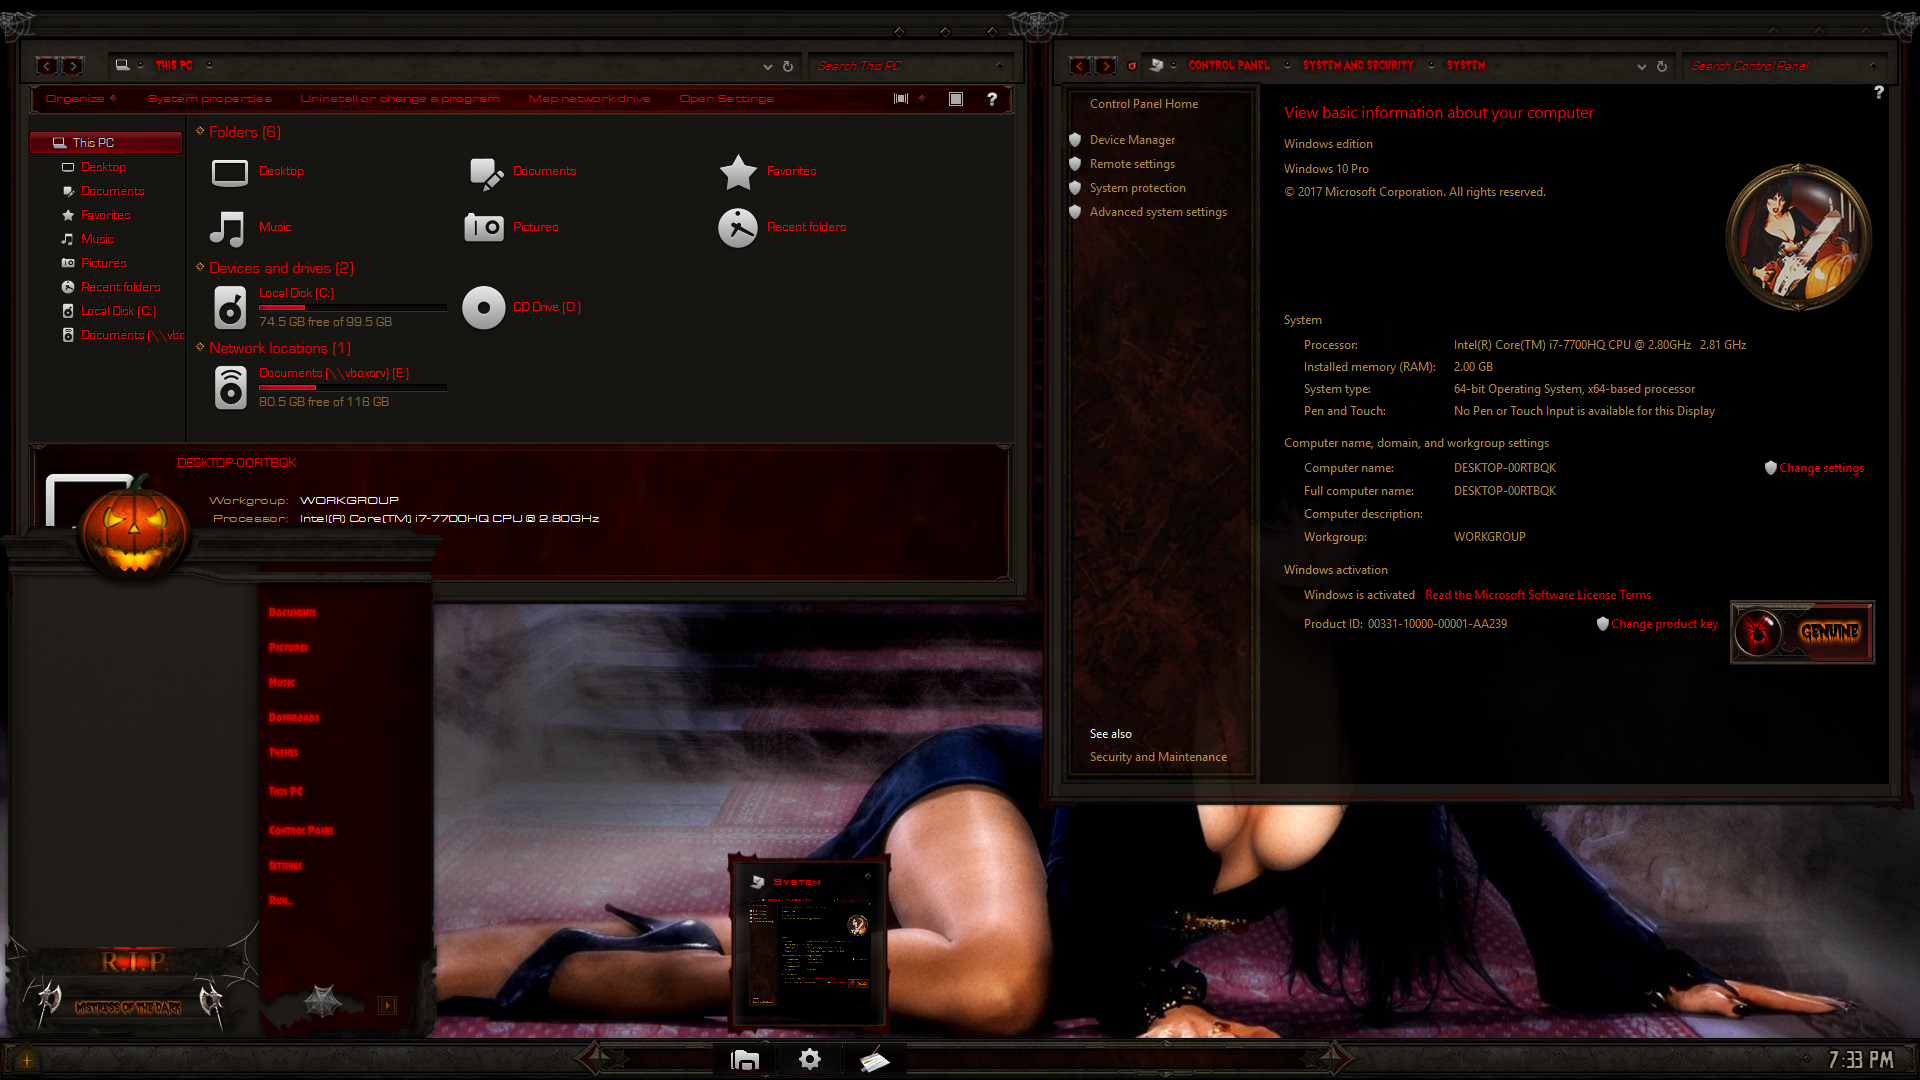 THIS PC
Search This PC
Organize
System properties
Uninstall or change a program
Map network drive
Open Settings
?
This PC
Desktop
Documents
Favorites
Music
Pictures
Recent folders
Local Disk (C:)
Documents (\\vbo
Folders (6)
Desktop
Documents
Favorites
Music
Pictures
Recent folders
Devices and drives (2)
Local Disk (C:)
74.5 GB free of 99.5 GB
CD Drive (D:)
Network locations (1)
Documents (\\vboxsrv) (E:)
80.5 GB free of 116 GB
DESKTOP-00RTBQK
Workgroup: WORKGROUP
Processor: Intel(R) Core(TM) i7-7700HQ CPU @ 2.80GHz
Documents
Pictures
Music
Downloads
Themes
This PC
Control Panel
Settings
Run...
R.I.P
MISTRESS OF THE DARK
System
CONTROL PANEL
SYSTEM AND SECURITY
SYSTEM
Search Control Panel
?
Control Panel Home
Device Manager
Remote settings
System protection
Advanced system settings
See also
Security and Maintenance
View basic information about your computer
Windows edition
Windows 10 Pro
© 2017 Microsoft Corporation. All rights reserved.
System
Processor: Intel(R) Core(TM) i7-7700HQ CPU @ 2.80GHz 2.81 GHz
Installed memory (RAM): 2.00 GB
System type: 64-bit Operating System, x64-based processor
Pen and Touch: No Pen or Touch Input is available for this Display
Computer name, domain, and workgroup settings
Computer name: DESKTOP-00RTBQK
Change settings
Full computer name: DESKTOP-00RTBQK
Computer description:
Workgroup: WORKGROUP
Windows activation
Windows is activated Read the Microsoft Software License Terms
Product ID: 00331-10000-00001-AA239
Change product key
GENUINE
7:33 PM